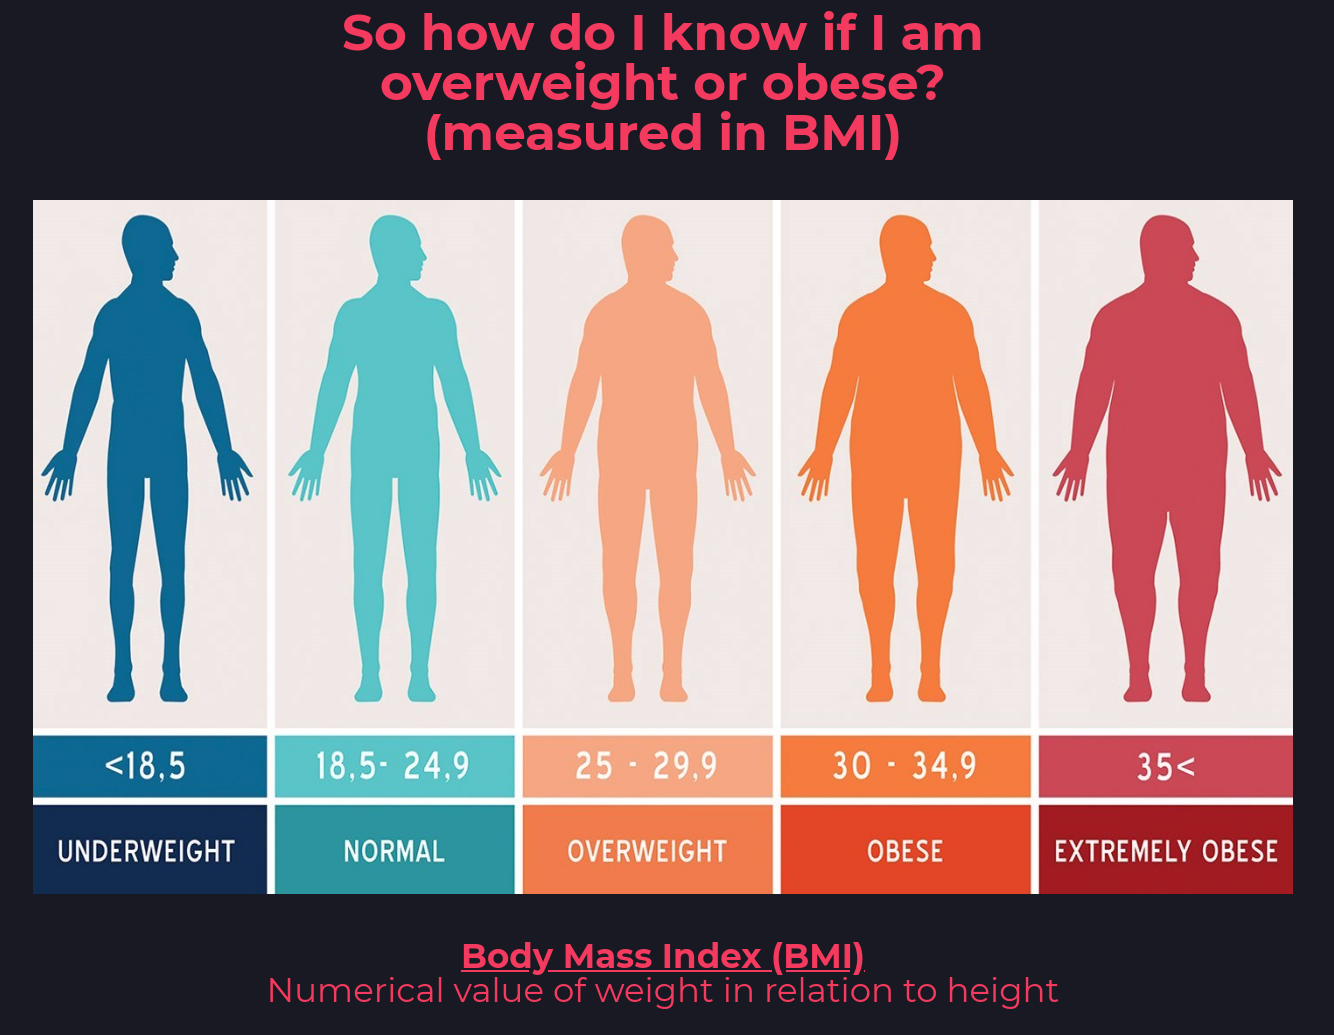 So how do I know if I am
overweight or obese?
(measured in BMI)
<18,5
18,5- 24,9
25 - 29,9
30 - 34,9
35<
UNDERWEIGHT
NORMAL
OVERWEIGHT
OBESE
EXTREMELY OBESE
Body Mass Index (BMI)
Numerical value of weight in relation to height